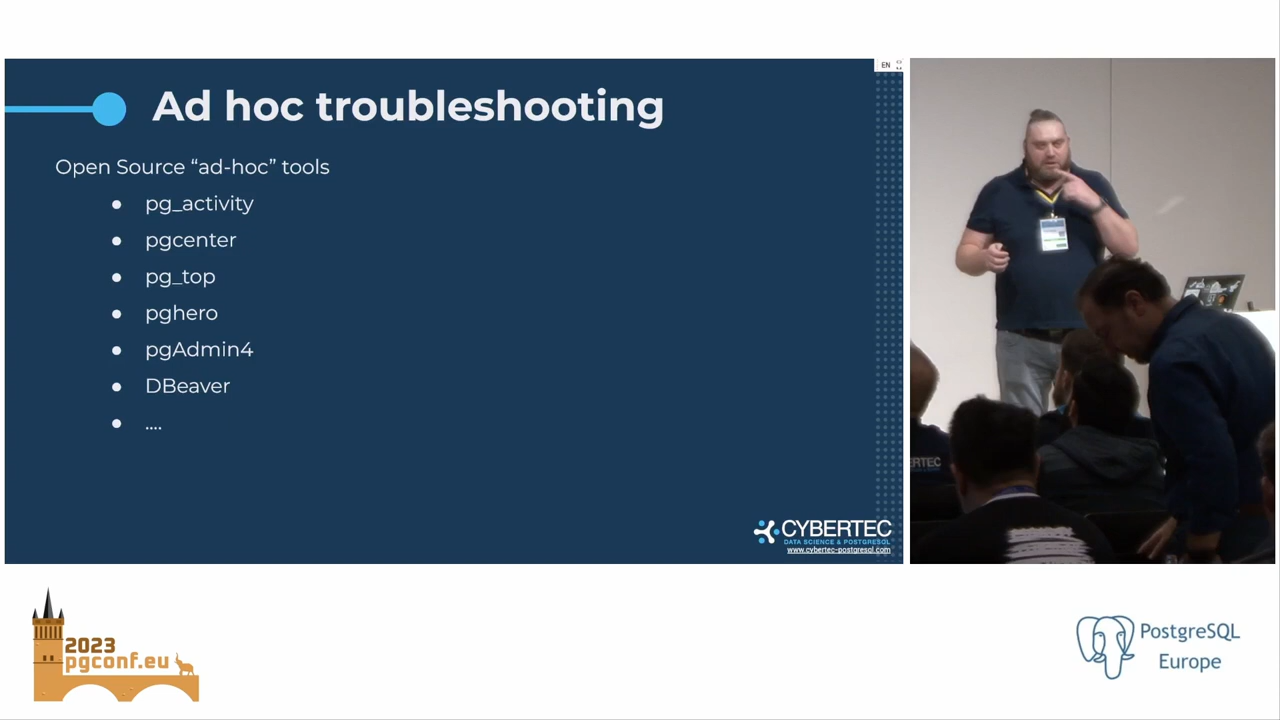 Ad hoc troubleshooting
EN
Open Source “ad-hoc” tools
● pg_activity
● pgcenter
● pg_top
● pghero
● pgAdmin4
● DBeaver
● ....
CYBERTEC
DATA SCIENCE & POSTGRESQL
www.cybertec-postgresql.com
ERTEC
2023
pgconf.eu
PostgreSQL
Europe